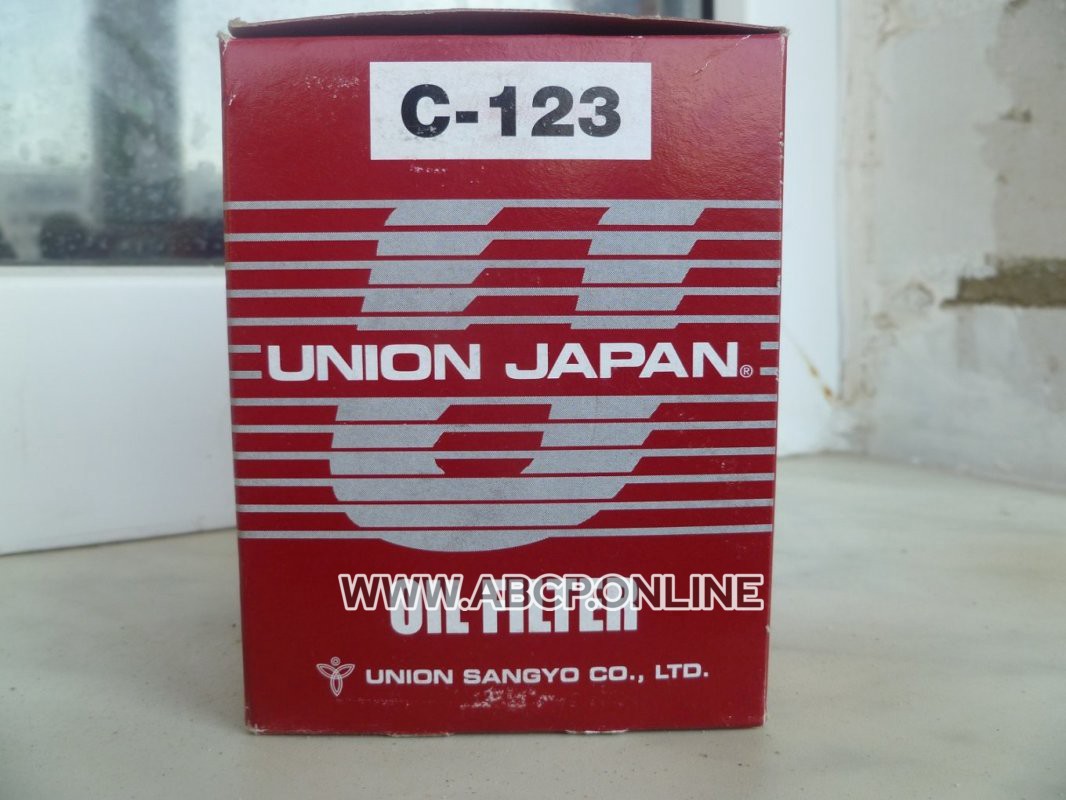 C-123
UNION JAPAN®
WWW.ABCP.ONLINE
OIL FILTER
UNION SANGYO CO., LTD.